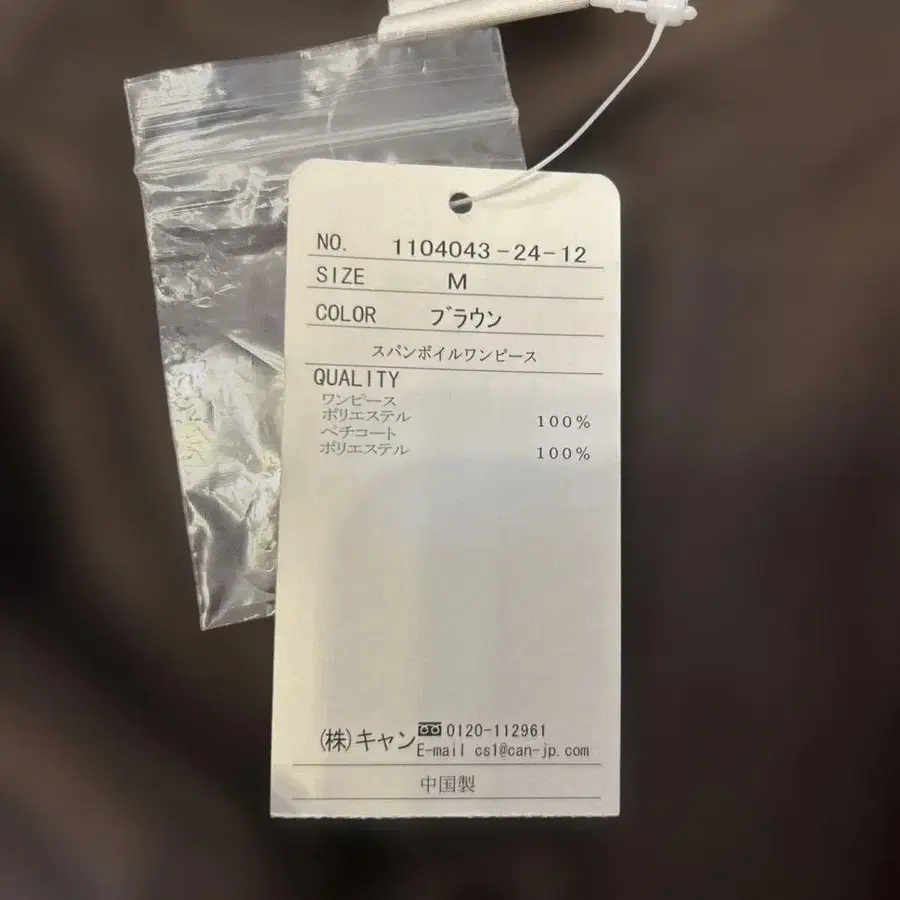 NO. 1104043-24-12
SIZE M
COLOR ブラウン
スパンボイルワンピース
QUALITY
ワンピース
ポリエステル 100%
ペチコート
ポリエステル 100%
(株)キャン 0120-112961
E-mail cs1@can-jp.com
中国製